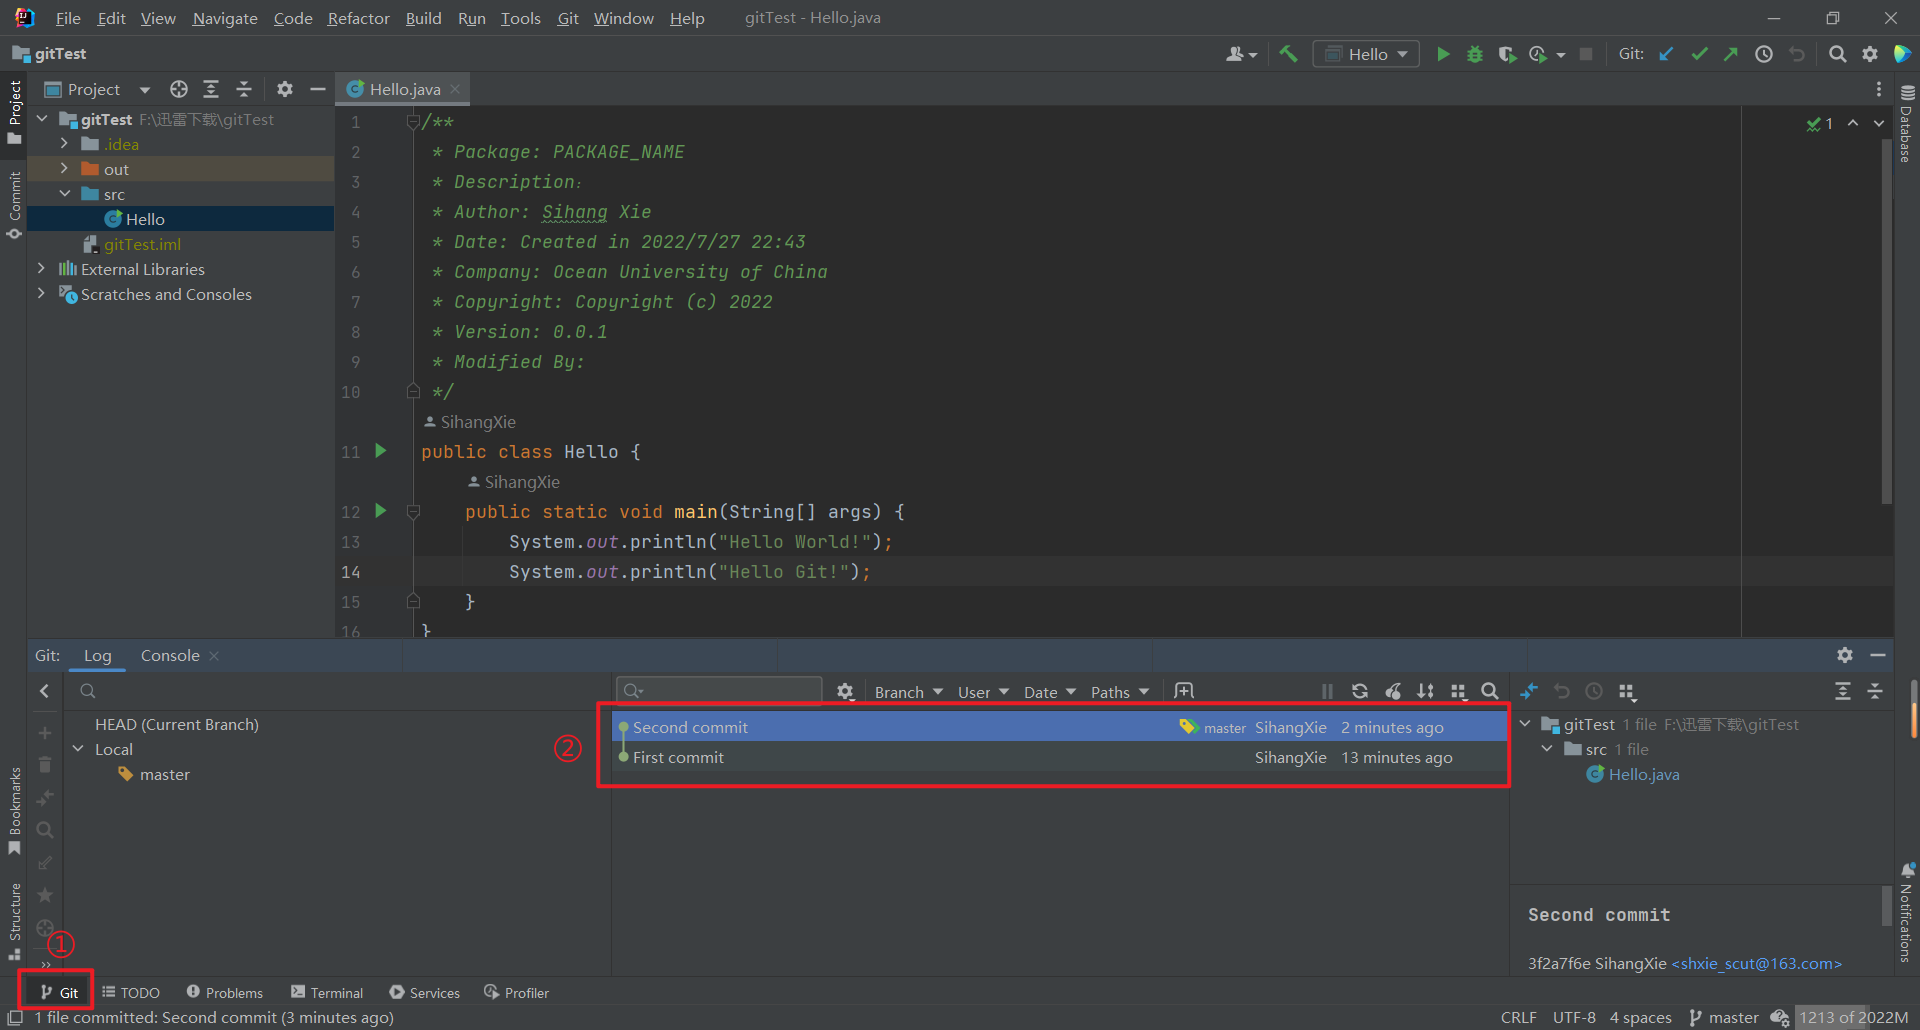 File Edit View Navigate Code Refactor Build Run Tools Git Window Help gitTest - Hello.java
gitTest
Hello
Git:
Project
Hello.java
Project
Commit
Bookmarks
Structure
gitTest F:\迅雷下载\gitTest
.idea
out
src
Hello
gitTest.iml
External Libraries
Scratches and Consoles
1 /**
2 * Package: PACKAGE_NAME
3 * Description:
4 * Author: Sihang Xie
5 * Date: Created in 2022/7/27 22:43
6 * Company: Ocean University of China
7 * Copyright: Copyright (c) 2022
8 * Version: 0.0.1
9 * Modified By:
10 */
SihangXie
11 public class Hello {
SihangXie
12 public static void main(String[] args) {
13 System.out.println("Hello World!");
14 System.out.println("Hello Git!");
15 }
16 }
1
Database
Notifications
Git: Log Console
Branch User Date Paths
HEAD (Current Branch)
Local
master
②
Second commit master SihangXie 2 minutes ago
First commit SihangXie 13 minutes ago
gitTest 1 file F:\迅雷下载\gitTest
src 1 file
Hello.java
Second commit
3f2a7f6e SihangXie <shxie_scut@163.com>
①
Git TODO Problems Terminal Services Profiler
1 file committed: Second commit (3 minutes ago)
CRLF UTF-8 4 spaces master 1213 of 2022M